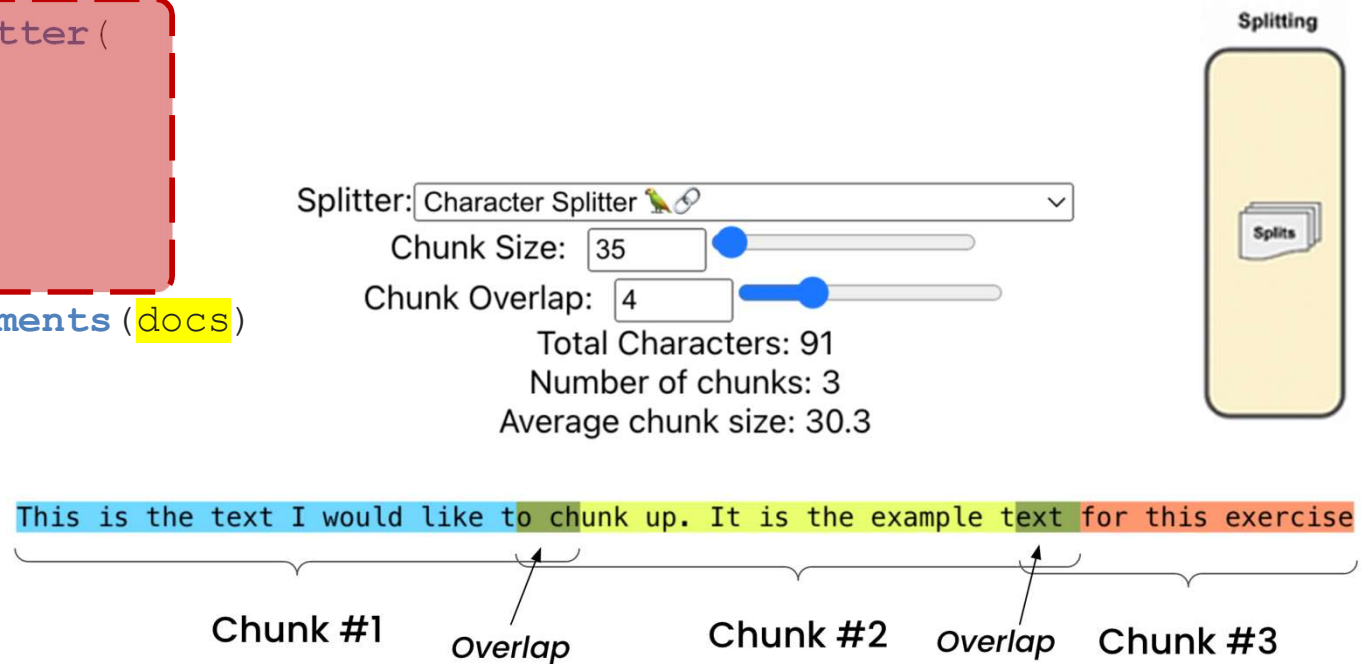 tter(
Splitting
Splitter: Character Splitter 🦜🔗
Chunk Size: 35
Splits
Chunk Overlap: 4
ments(docs)
Total Characters: 91
Number of chunks: 3
Average chunk size: 30.3
This is the text I would like to chunk up. It is the example text for this exercise
Chunk #1
Overlap
Chunk #2
Overlap
Chunk #3